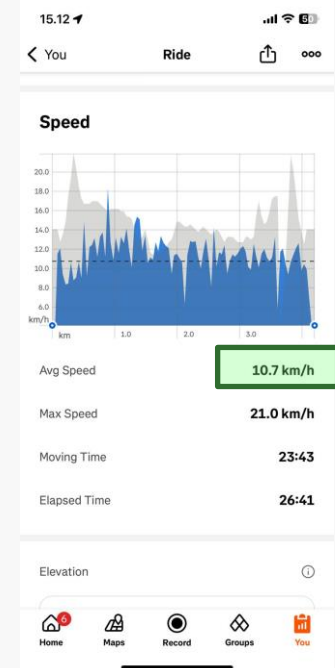 15.12
50
You
Ride
Speed
20.0
18.0
16.0
14.0
12.0
10.0
8.0
6.0
km/h
km 1.0 2.0 3.0
Avg Speed 10.7 km/h
Max Speed 21.0 km/h
Moving Time 23:43
Elapsed Time 26:41
Elevation
6
Home Maps Record Groups You